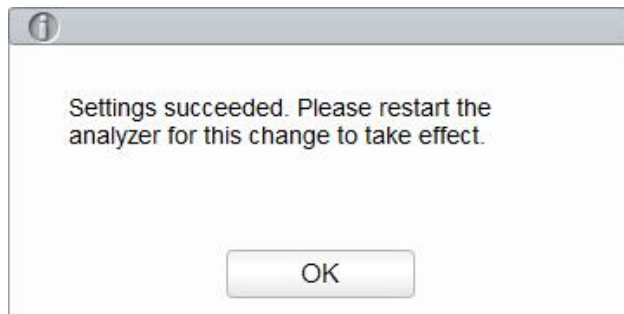 Settings succeeded. Please restart the
analyzer for this change to take effect.
OK